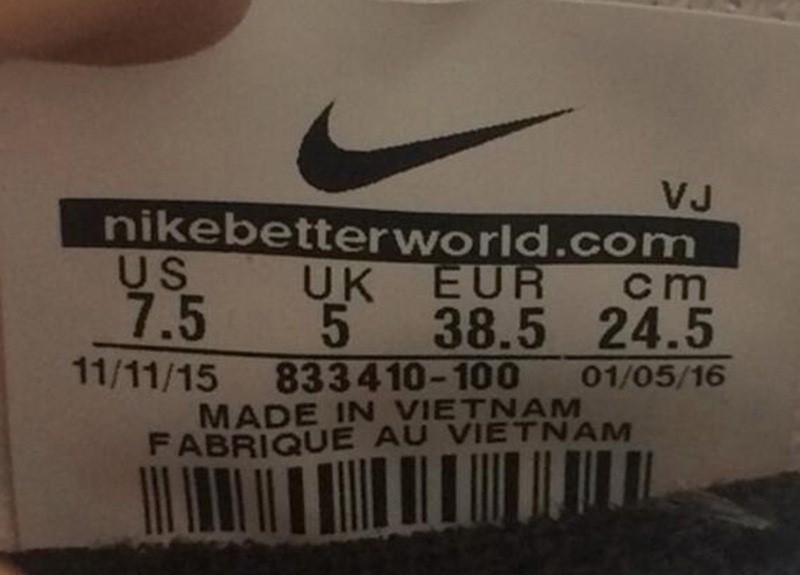 VJ
nikebetterworld.com
US UK EUR cm
7.5 5 38.5 24.5
11/11/15 833410-100 01/05/16
MADE IN VIETNAM
FABRIQUE AU VIETNAM